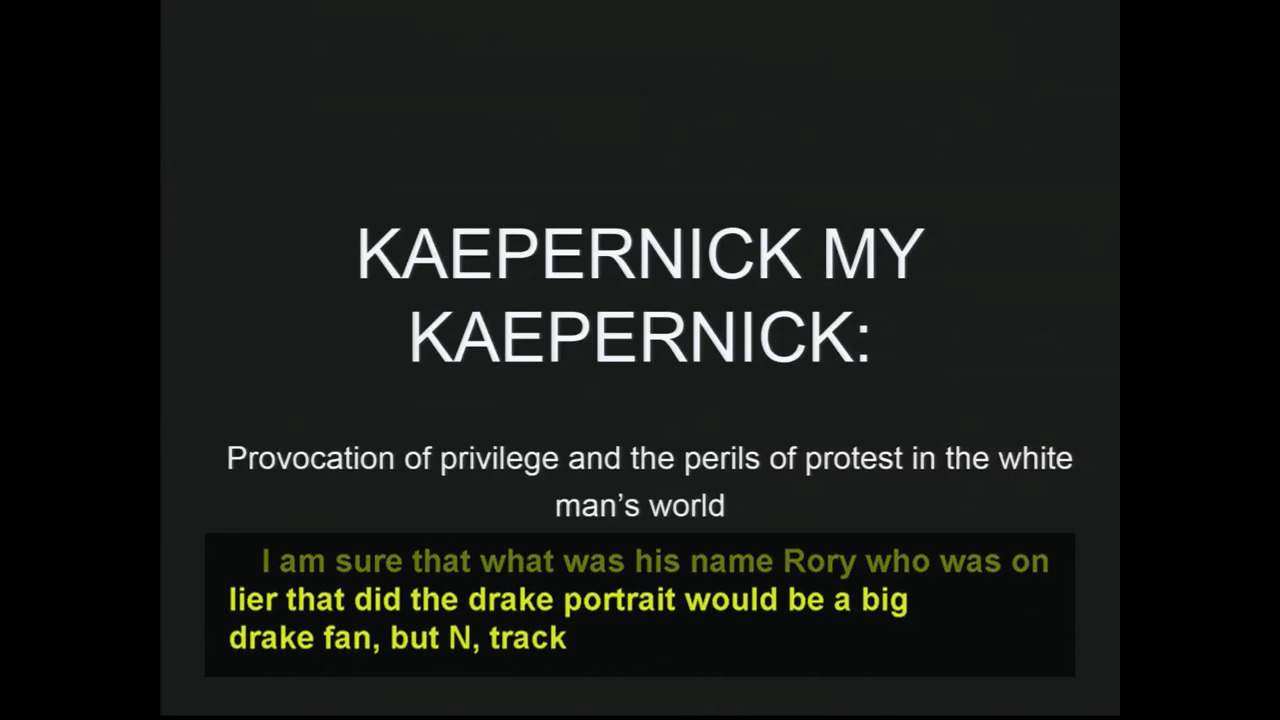 KAEPERNICK MY
KAEPERNICK:
Provocation of privilege and the perils of protest in the white
man’s world
I am sure that what was his name Rory who was on
lier that did the drake portrait would be a big
drake fan, but N, track